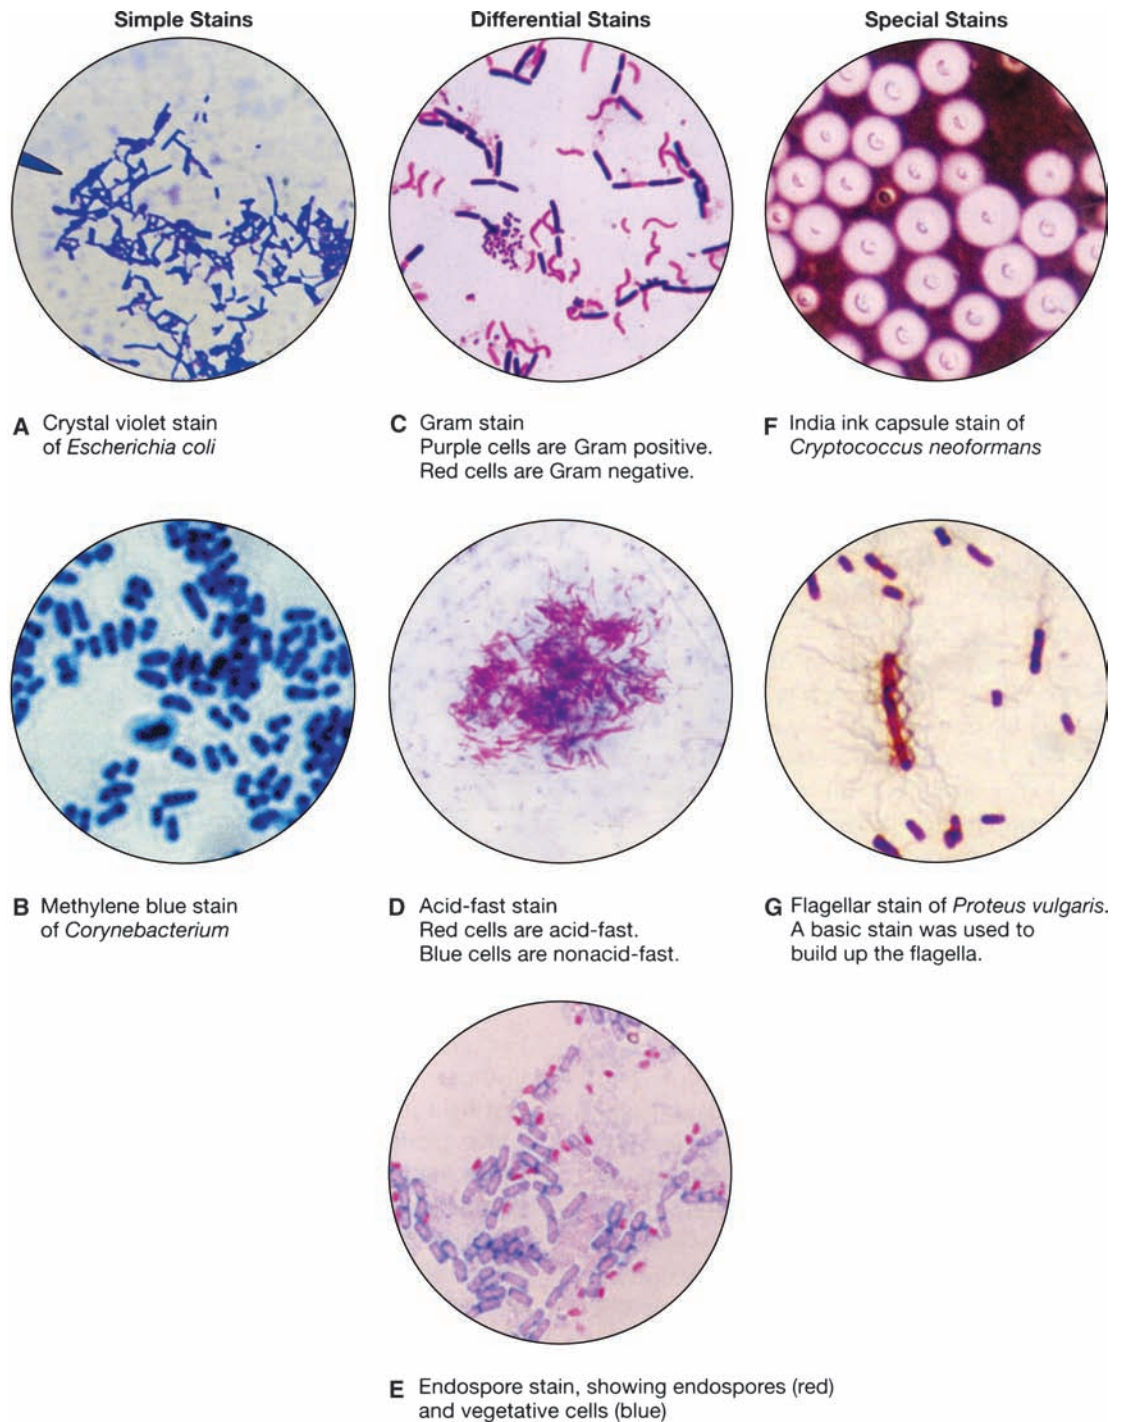 Simple Stains
Differential Stains
Special Stains
A Crystal violet stain
of Escherichia coli
C Gram stain
Purple cells are Gram positive.
Red cells are Gram negative.
F India ink capsule stain of
Cryptococcus neoformans
B Methylene blue stain
of Corynebacterium
D Acid-fast stain
Red cells are acid-fast.
Blue cells are nonacid-fast.
G Flagellar stain of Proteus vulgaris.
A basic stain was used to
build up the flagella.
E Endospore stain, showing endospores (red)
and vegetative cells (blue)